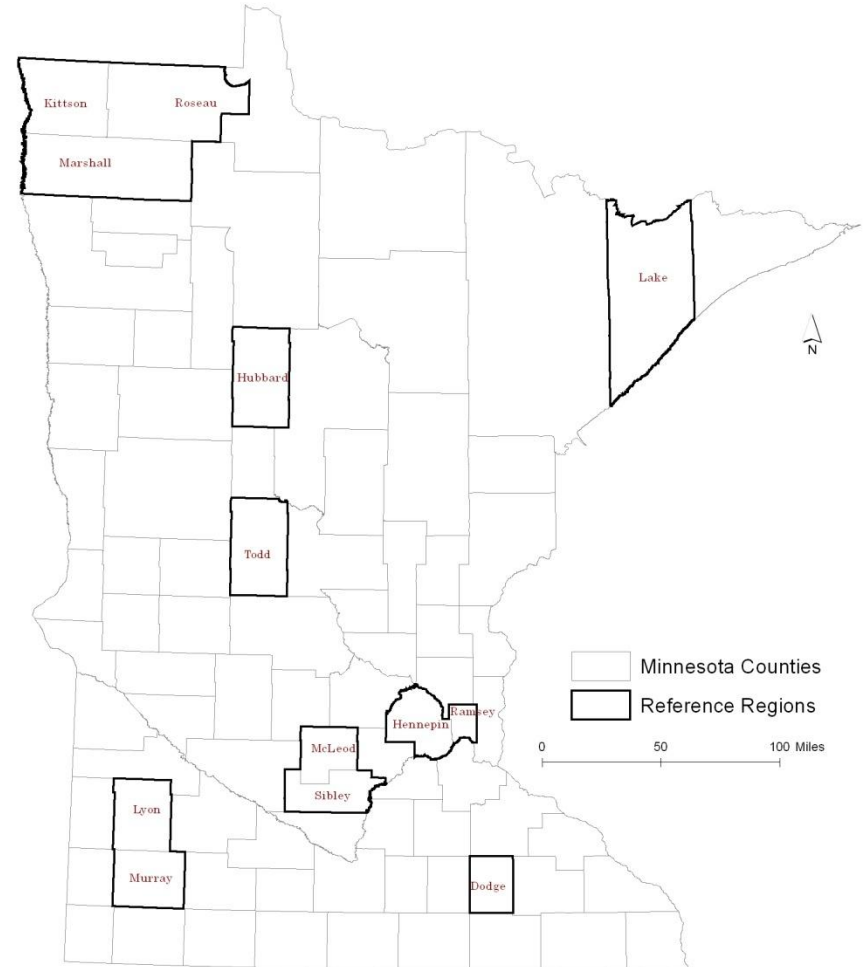 Kittson
Roseau
Marshall
Lake
N
Hubbard
Todd
Minnesota Counties
Reference Regions
0 50 100 Miles
Ramsey
Hennepin
McLeod
Sibley
Lyon
Murray
Dodge